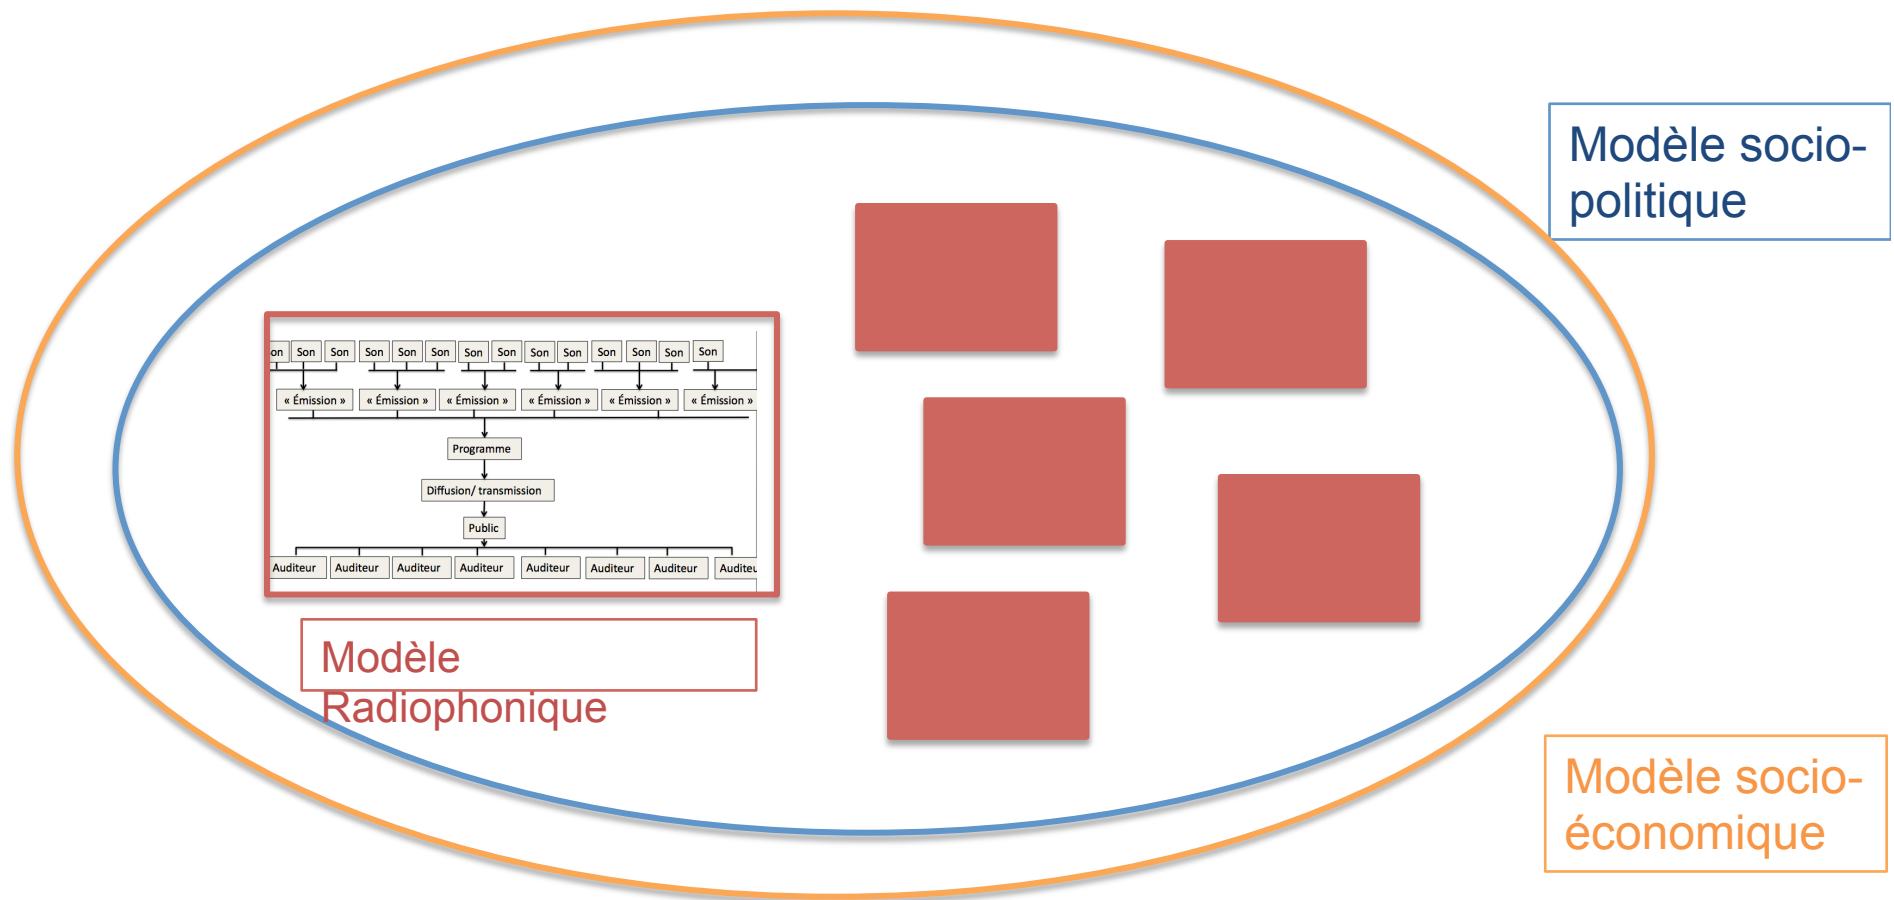 Modèle socio-
politique
on Son Son Son Son Son Son Son Son Son Son Son Son Son
« Émission » « Émission » « Émission » « Émission » « Émission » « Émission »
Programme
Diffusion/ transmission
Public
Auditeur Auditeur Auditeur Auditeur Auditeur Auditeur Auditeur Auditeu
Modèle
Radiophonique
Modèle socio-
économique